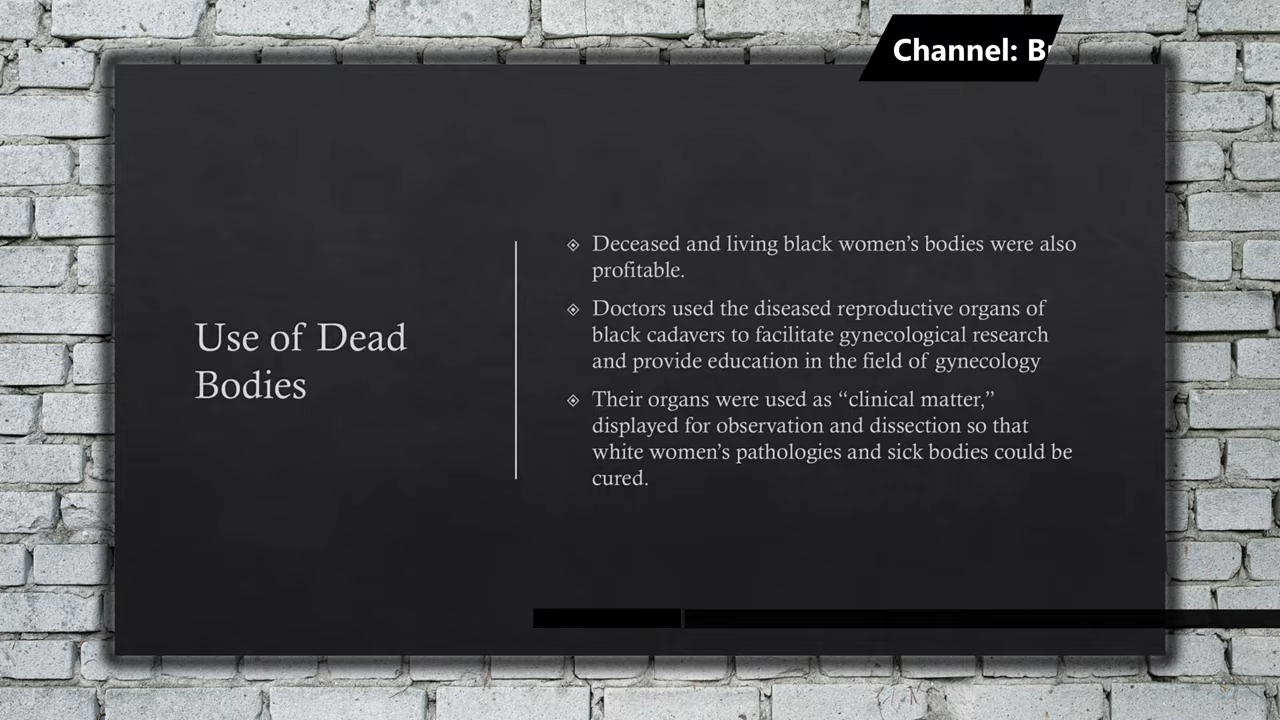 Channel:
Use of Dead
Bodies
Deceased and living black women’s bodies were also
profitable.
Doctors used the diseased reproductive organs of
black cadavers to facilitate gynecological research
and provide education in the field of gynecology
Their organs were used as “clinical matter,”
displayed for observation and dissection so that
white women’s pathologies and sick bodies could be
cured.